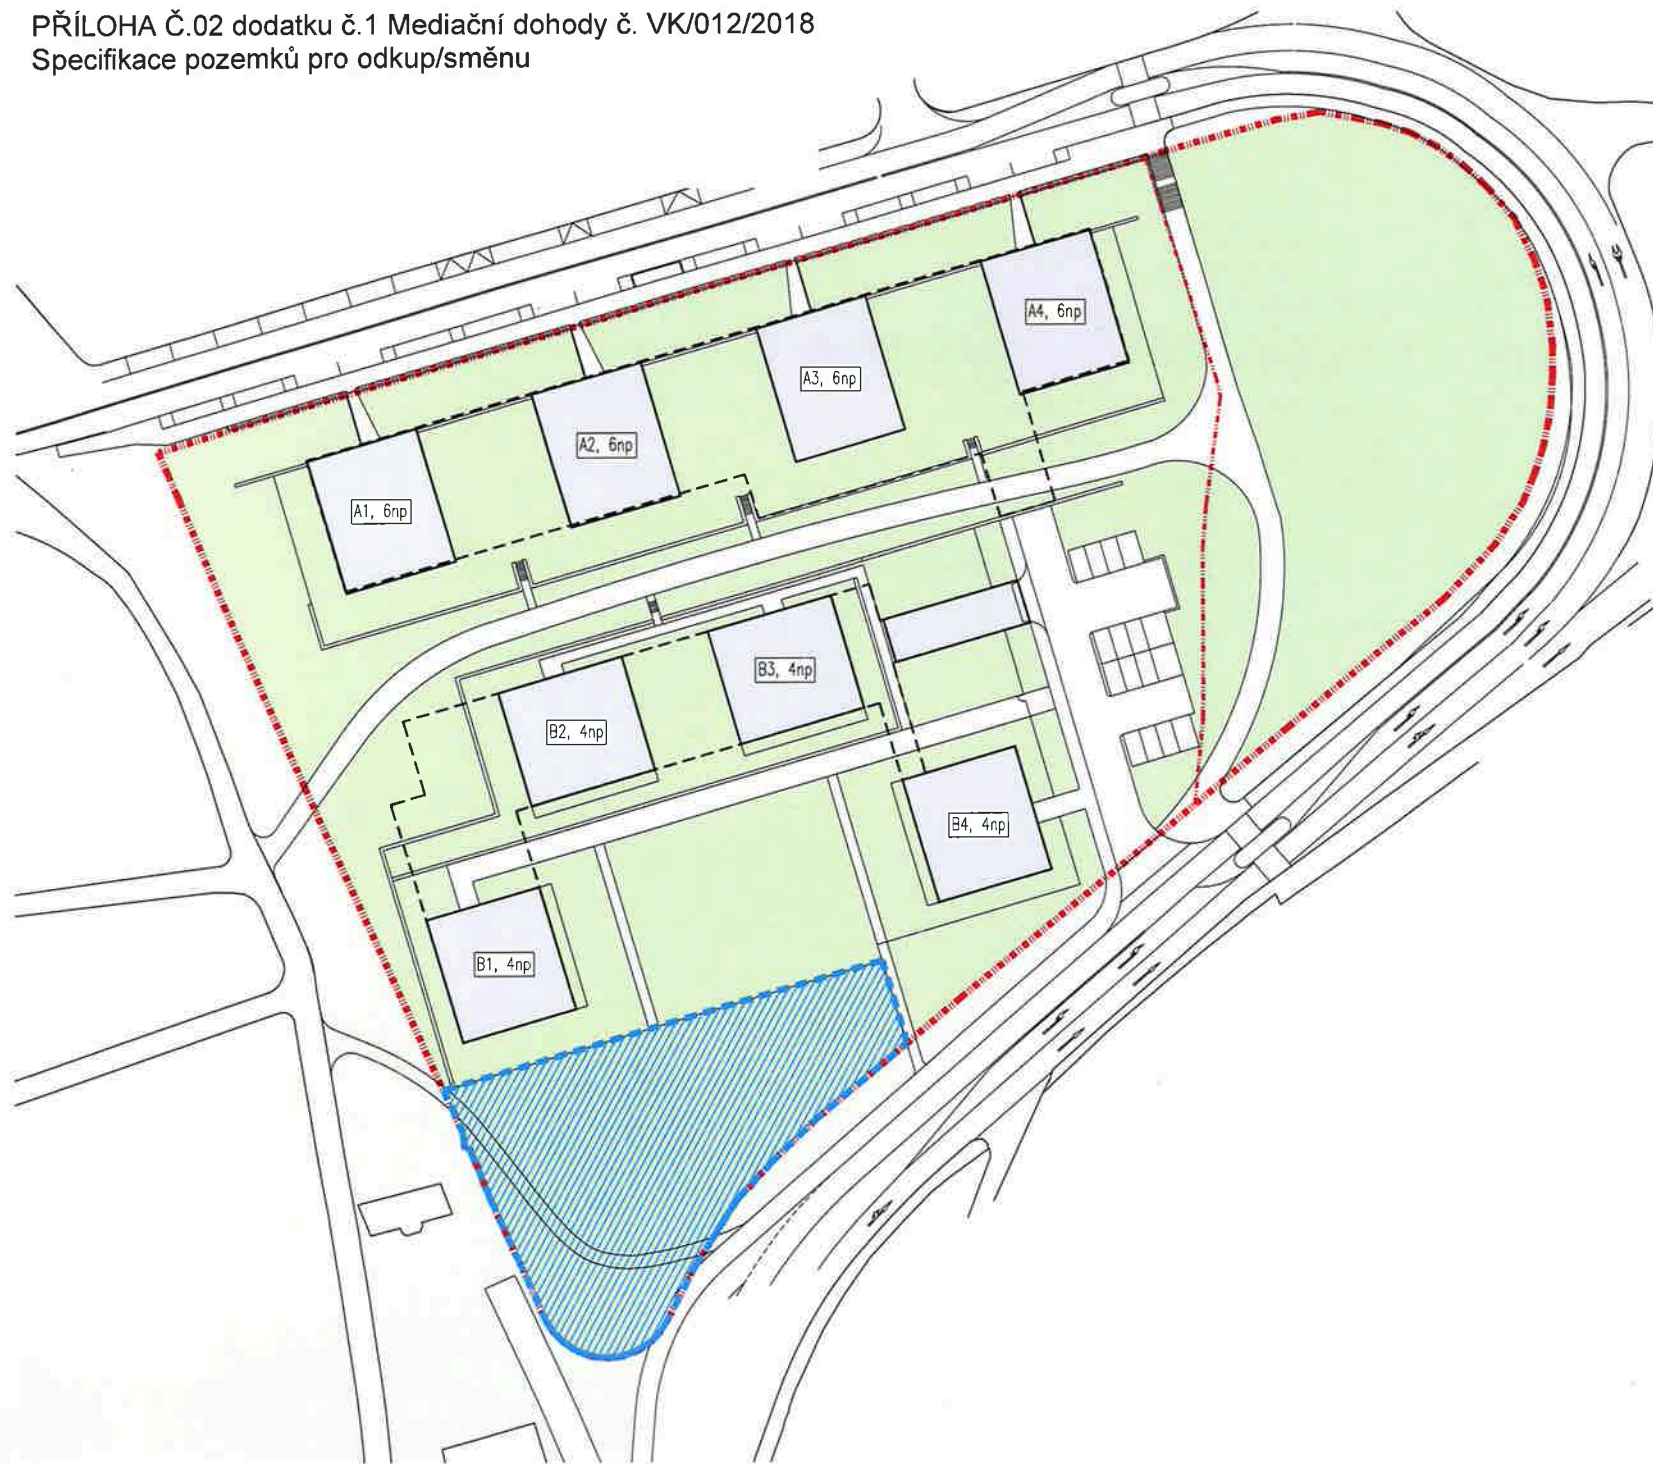 PŘÍLOHA Č.02 dodatku č.1 Mediační dohody č. VK/012/2018
Specifikace pozemků pro odkup/směnu
A4, 6np
A3, 6np
A2, 6np
A1, 6np
B3, 4np
B2, 4np
B4, 4np
B1, 4np